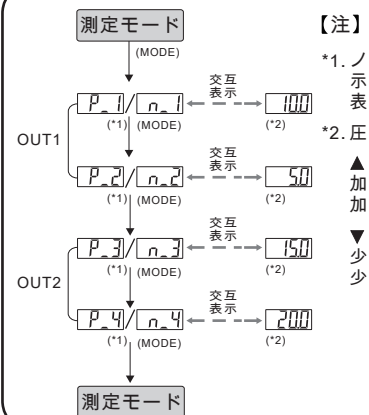 測定モード
(MODE)
P_1 / n_1 交互表示 10.0
(*1) (MODE) (*2)
OUT1
P_2 / n_2 交互表示 5.0
(*1) (MODE) (*2)
P_3 / n_3 交互表示 15.0
(*1) (MODE) (*2)
OUT2
P_4 / n_4 交互表示 20.0
(*1) (MODE) (*2)
測定モード
【注】
*1. ノ
示
表
*2. 圧
▲
加
加
▼
少
少